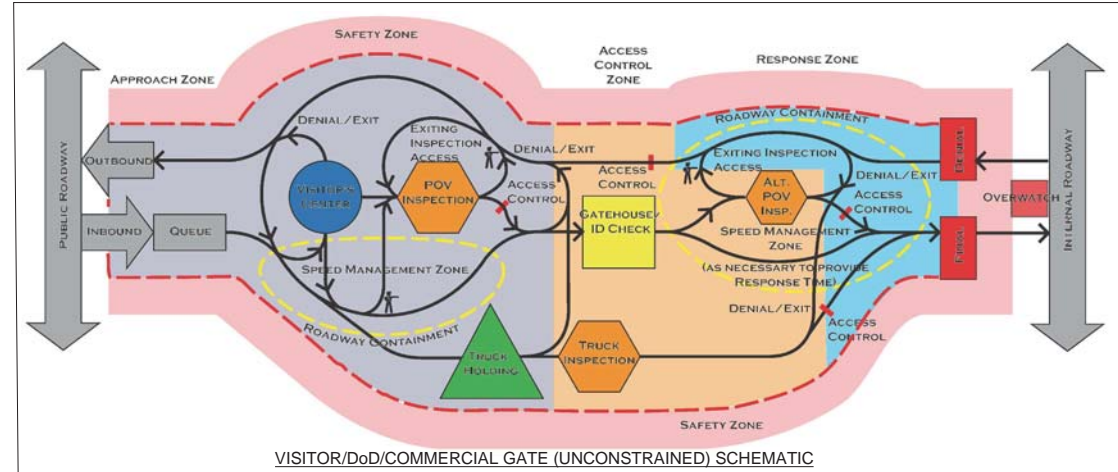 SAFETY ZONE
ACCESS
CONTROL
ZONE
RESPONSE ZONE
APPROACH ZONE
ROADWAY CONTAINMENT
DENIAL/EXIT
EXITING
INSPECTION
ACCESS
DENIAL/EXIT
EXITING INSPECTION
ACCESS
DENIAL/EXIT
PUBLIC ROADWAY
OUTBOUND
INBOUND
QUEUE
VISITOR'S
CENTER
POV
INSPECTION
ACCESS
CONTROL
ACCESS
CONTROL
GATEHOUSE/
ID CHECK
ALT.
POV
INSP.
ACCESS
CONTROL
OVERWATCH
INTERNAL ROADWAY
SPEED MANAGEMENT
ZONE
SPEED MANAGEMENT ZONE
(AS NECESSARY TO PROVIDE
RESPONSE TIME)
ROADWAY CONTAINMENT
DENIAL/EXIT
ACCESS
CONTROL
TRUCK
HOLDING
TRUCK
INSPECTION
SAFETY ZONE
VISITOR/DoD/COMMERCIAL GATE (UNCONSTRAINED) SCHEMATIC